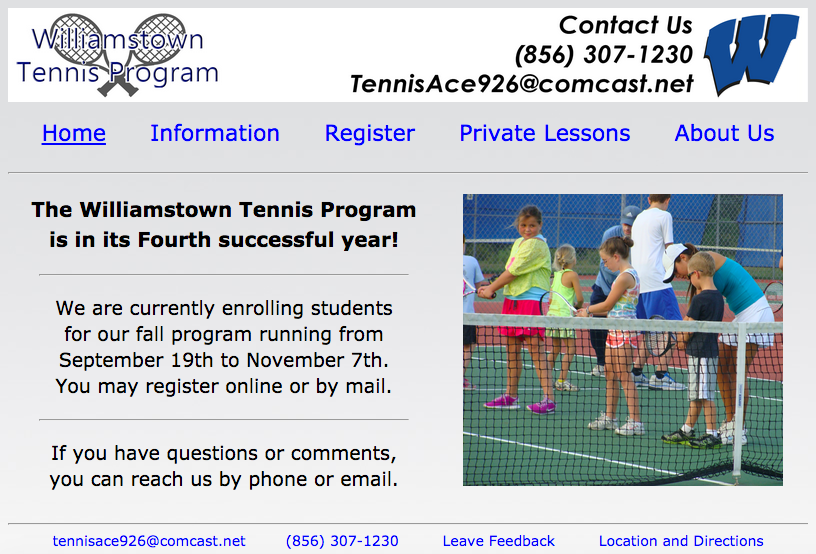 Williamstown
Tennis Program
Contact Us
(856) 307-1230
TennisAce926@comcast.net
W
Home Information Register Private Lessons About Us
The Williamstown Tennis Program
is in its Fourth successful year!
We are currently enrolling students
for our fall program running from
September 19th to November 7th.
You may register online or by mail.
If you have questions or comments,
you can reach us by phone or email.
tennisace926@comcast.net (856) 307-1230 Leave Feedback Location and Directions